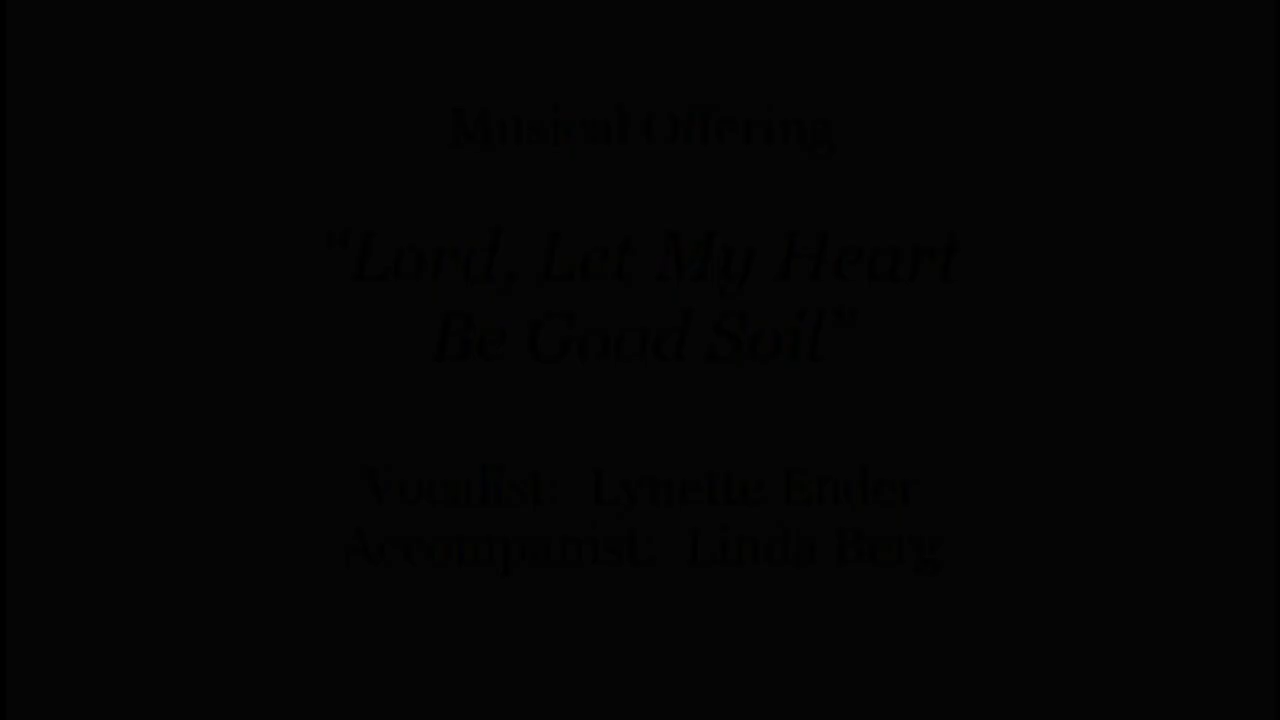 Musical Offering
"Lord, Let My Heart
Be Good Soil"
Vocalist: Lynette Ender
Accompanist: Linda Berg